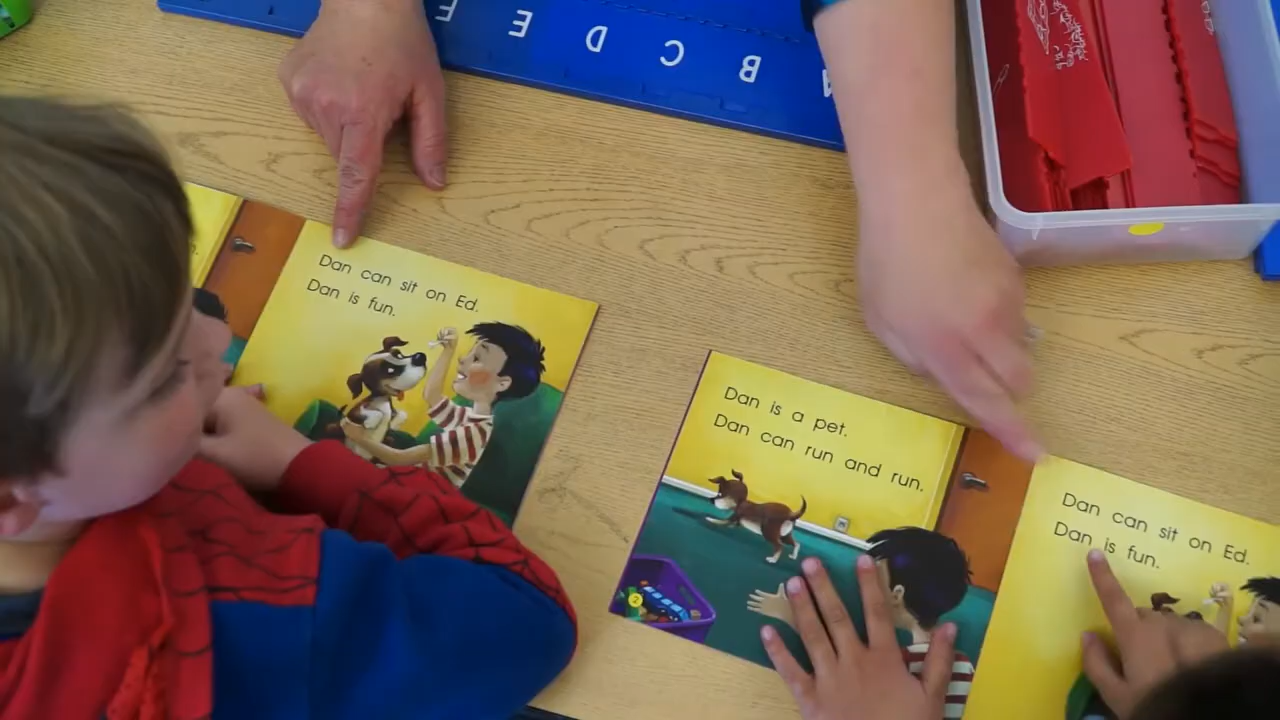 F E D C B A
Dan can sit on Ed.
Dan is fun.
Dan is a pet.
Dan can run and run.
2
Dan can sit on Ed.
Dan is fun.